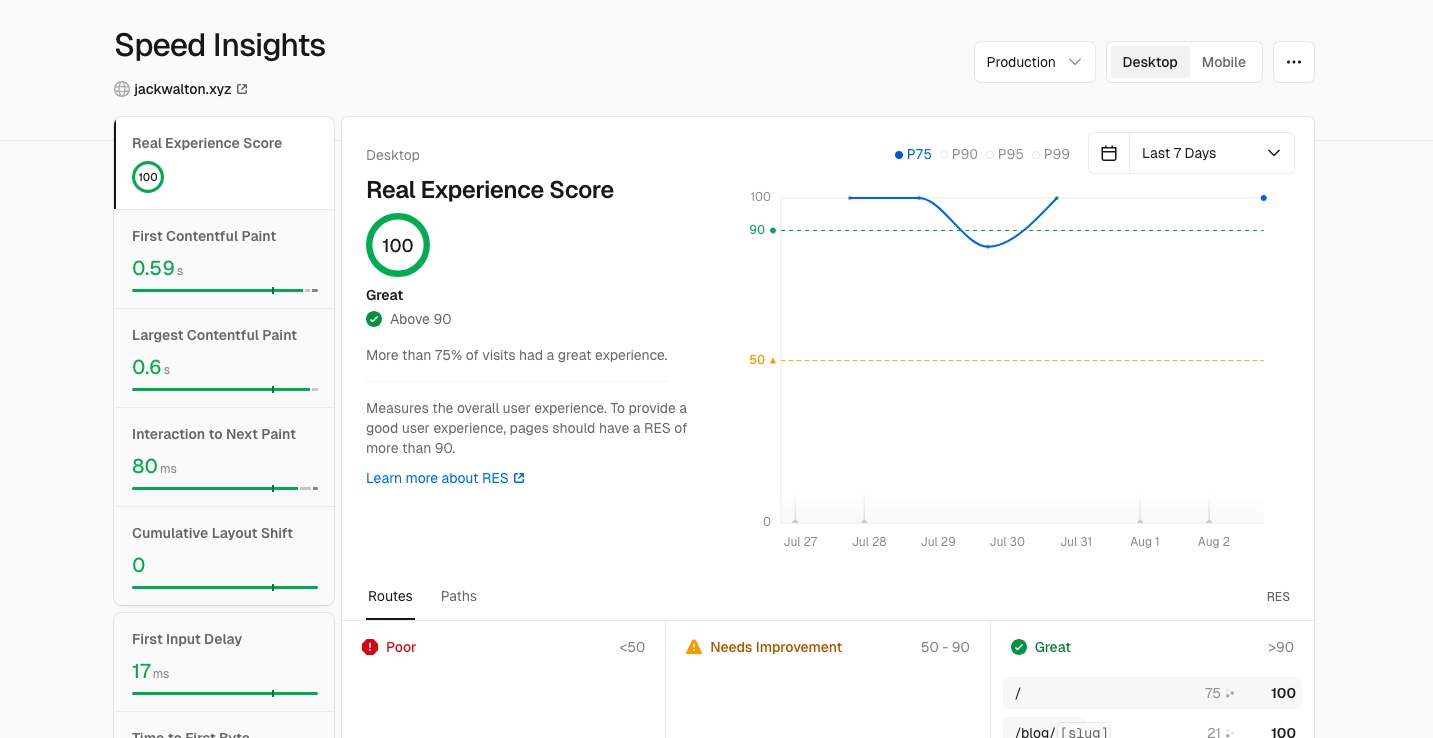 Speed Insights
jackwalton.xyz
Production
Desktop Mobile
Real Experience Score
100
First Contentful Paint
0.59 s
Largest Contentful Paint
0.6 s
Interaction to Next Paint
80 ms
Cumulative Layout Shift
0
First Input Delay
17 ms
Time to First Byte
Desktop
P75 P90 P95 P99
Last 7 Days
Real Experience Score
100
Great
Above 90
More than 75% of visits had a great experience.
Measures the overall user experience. To provide a
good user experience, pages should have a RES of
more than 90.
Learn more about RES
100
90
50
0
Jul 27 Jul 28 Jul 29 Jul 30 Jul 31 Aug 1 Aug 2
Routes Paths RES
Poor <50
Needs Improvement 50 - 90
Great >90
/ 75 100
/blog/[slug] 21 100